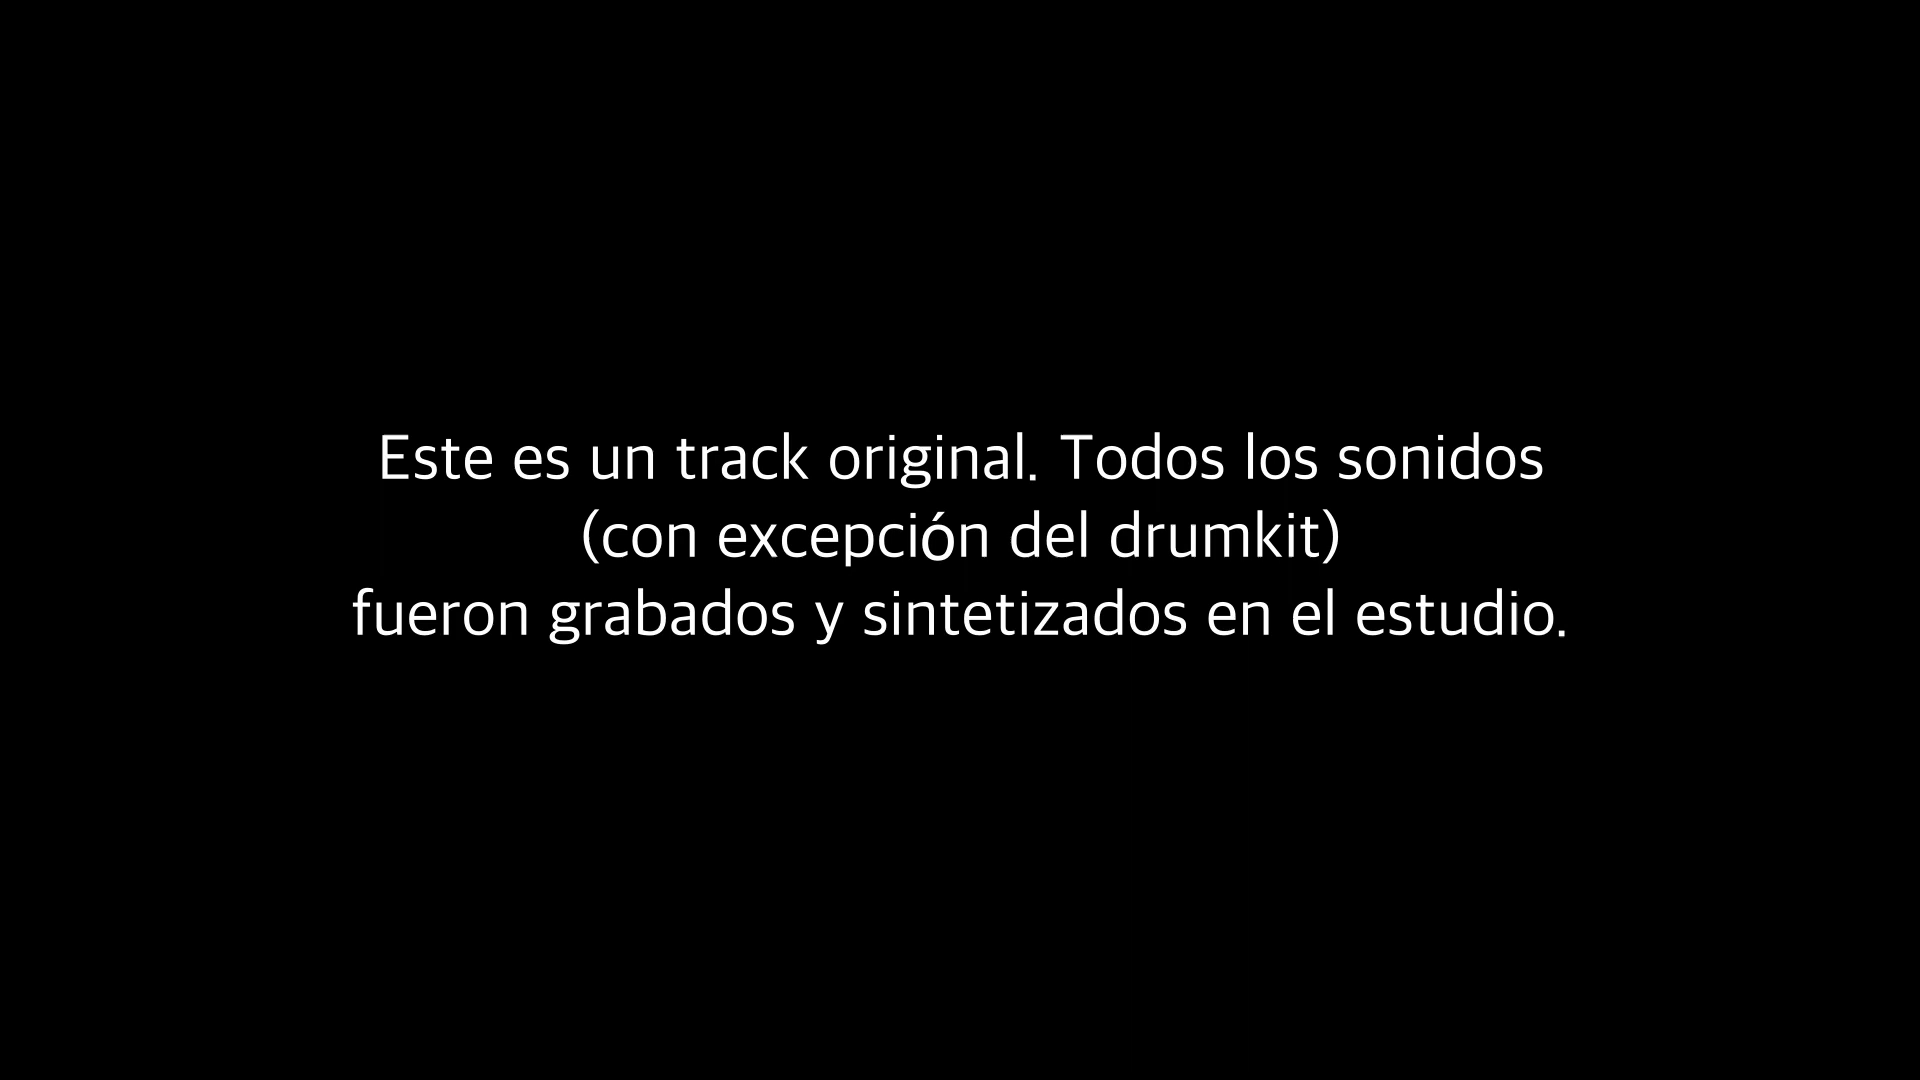 Este es un track original. Todos los sonidos
(con excepción del drumkit)
fueron grabados y sintetizados en el estudio.